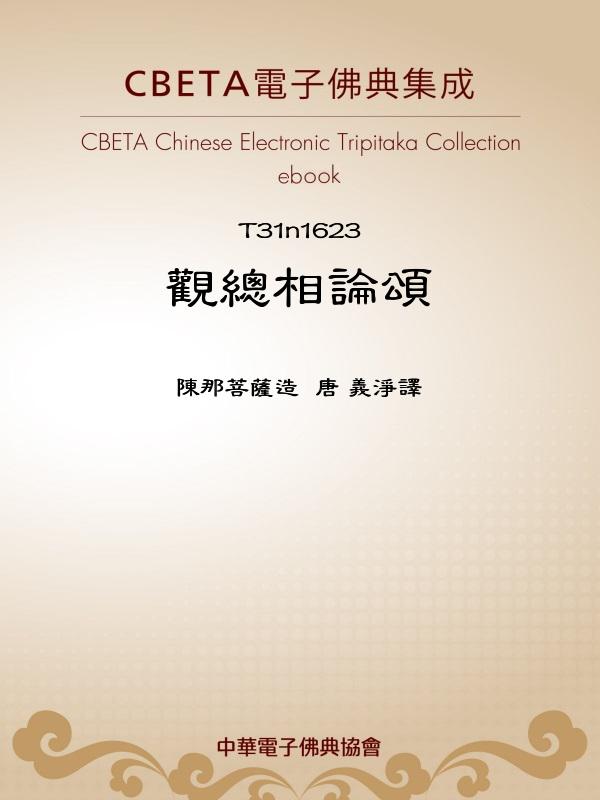 CBETA電子佛典集成
CBETA Chinese Electronic Tripitaka Collection
ebook
T31n1623
觀總相論頌
陳那菩薩造 唐 義淨譯
中華電子佛典協會